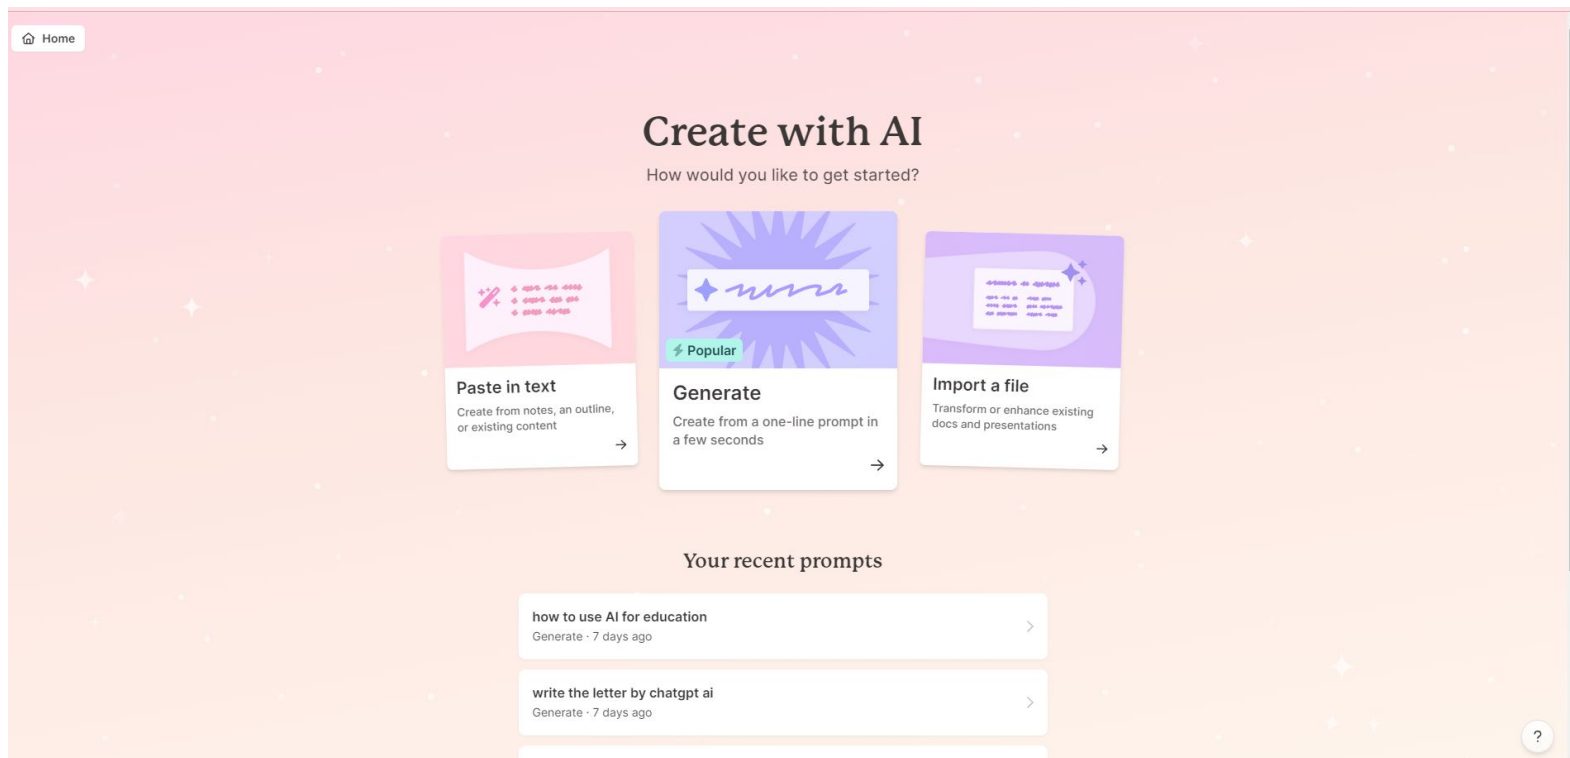 Home
Create with AI
How would you like to get started?
Paste in text
Create from notes, an outline,
or existing content
Popular
Generate
Create from a one-line prompt in
a few seconds
Import a file
Transform or enhance existing
docs and presentations
Your recent prompts
how to use AI for education
Generate · 7 days ago
write the letter by chatgpt ai
Generate · 7 days ago
?